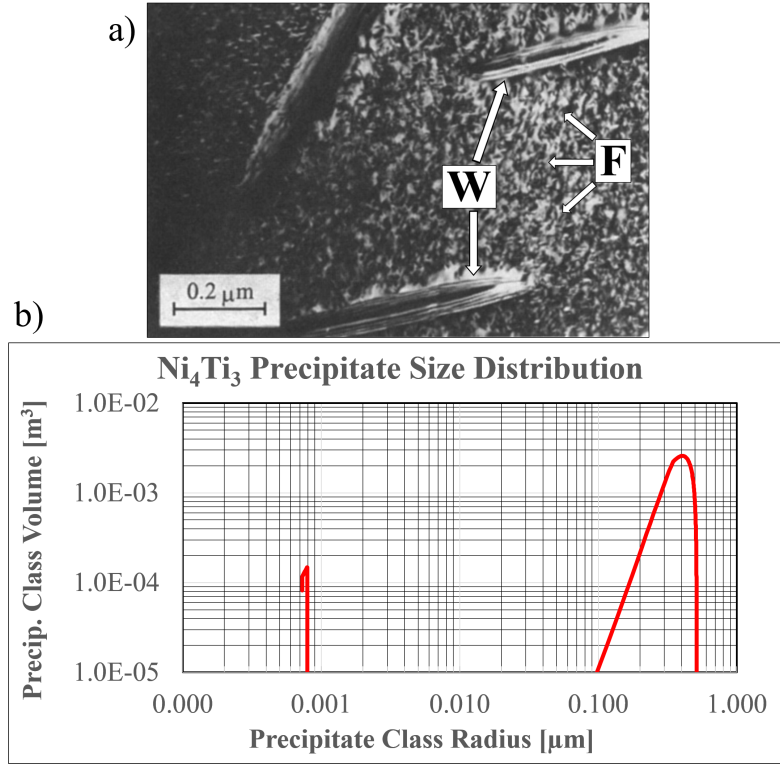 a)
W
F
0.2 μm
b)
Ni₄Ti₃ Precipitate Size Distribution
Precip. Class Volume [m³]
1.0E-02
1.0E-03
1.0E-04
1.0E-05
0.000 0.001 0.010 0.100 1.000
Precipitate Class Radius [μm]